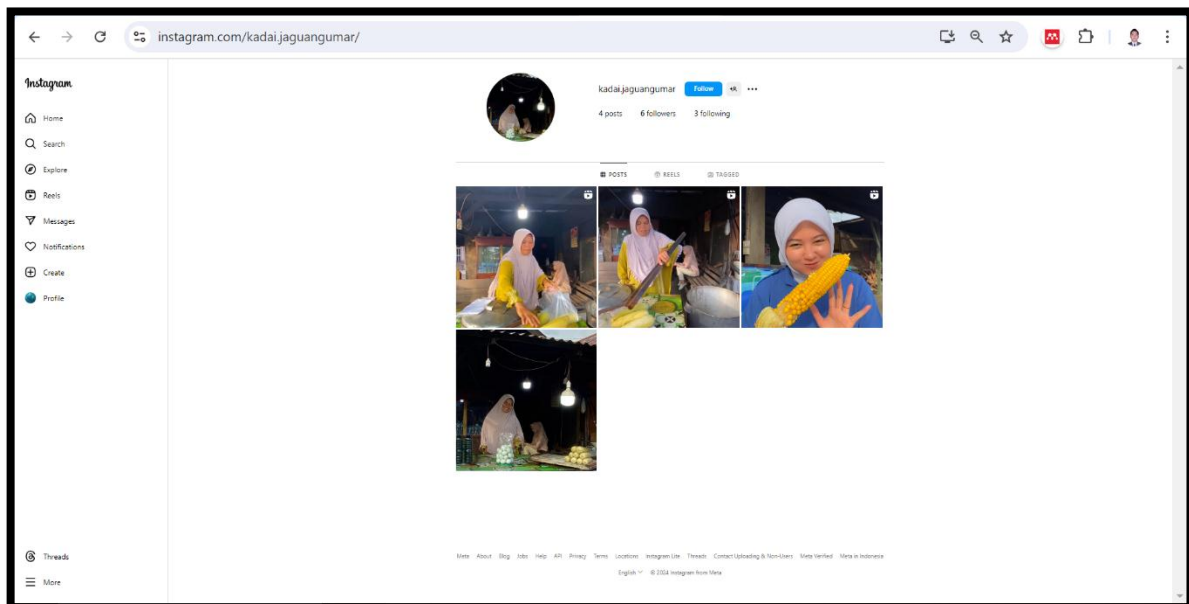 instagram.com/kadai.jaguangumar/
Instagram
Home
Search
Explore
Reels
Messages
Notifications
Create
Profile
Threads
More
kadai.jaguangumar Follow
4 posts 6 followers 3 following
POSTS REELS TAGGED
Meta About Blog Jobs Help API Privacy Terms Locations Instagram Lite Threads Contact Uploading & Non-Users Meta Verified Meta in Indonesia
English © 2024 Instagram from Meta